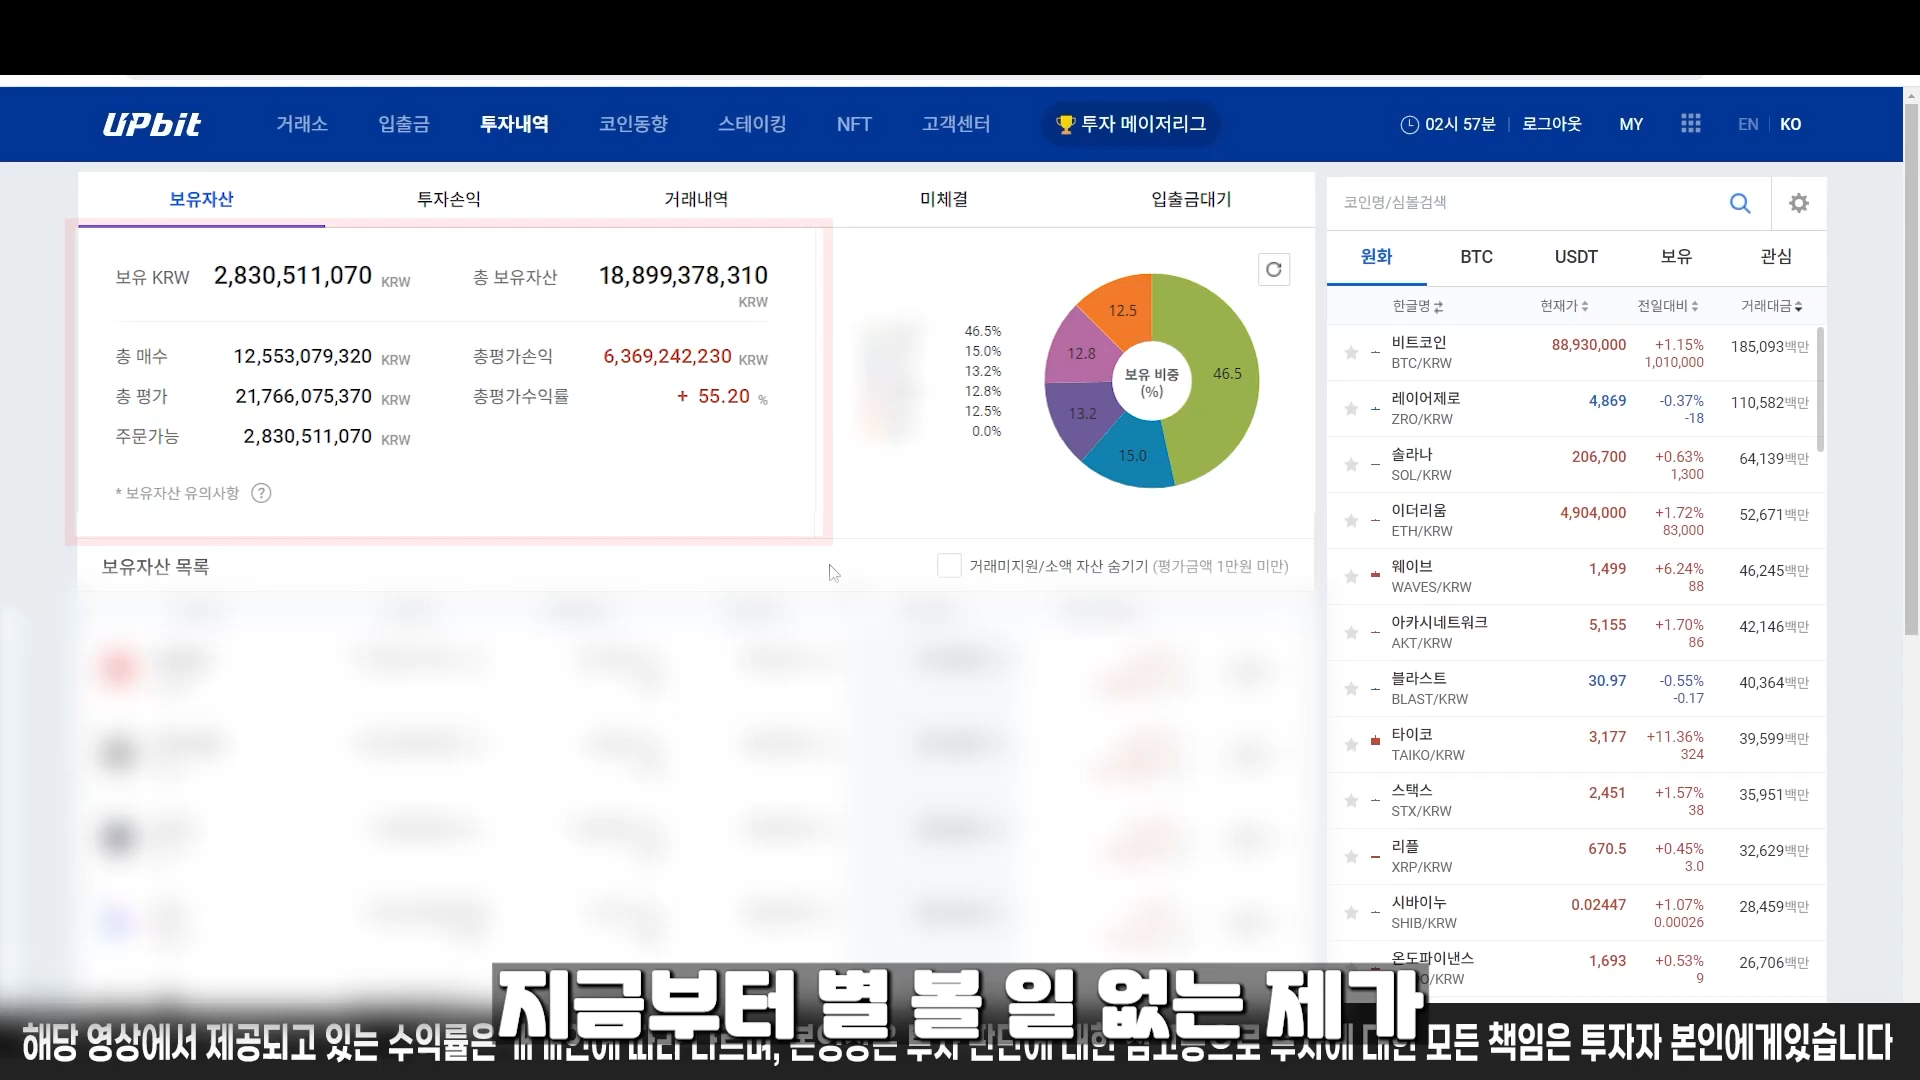 UPbit 거래소 입출금 투자내역 코인동향 스테이킹 NFT 고객센터 투자 메이저리그 02시 57분 로그아웃 MY EN KO
보유자산 투자손익 거래내역 미체결 입출금대기
보유 KRW 2,830,511,070 KRW 총 보유자산 18,899,378,310 KRW
총 매수 12,553,079,320 KRW 총평가손익 6,369,242,230 KRW
총 평가 21,766,075,370 KRW 총평가수익률 + 55.20 %
주문가능 2,830,511,070 KRW
* 보유자산 유의사항 ?
46.5%
15.0%
13.2%
12.8%
12.5%
0.0%
12.5
12.8
46.5
보유 비중
(%)
13.2
15.0
보유자산 목록 거래미지원/소액 자산 숨기기 (평가금액 1만원 미만)
코인명/심볼검색
원화 BTC USDT 보유 관심
한글명 현재가 전일대비 거래대금
비트코인 88,930,000 +1.15% 185,093백만
BTC/KRW 1,010,000
레이어제로 4,869 -0.37% 110,582백만
ZRO/KRW -18
솔라나 206,700 +0.63% 64,139백만
SOL/KRW 1,300
이더리움 4,904,000 +1.72% 52,671백만
ETH/KRW 83,000
웨이브 1,499 +6.24% 46,245백만
WAVES/KRW 88
아카시네트워크 5,155 +1.70% 42,146백만
AKT/KRW 86
블라스트 30.97 -0.55% 40,364백만
BLAST/KRW -0.17
타이코 3,177 +11.36% 39,599백만
TAIKO/KRW 324
스택스 2,451 +1.57% 35,951백만
STX/KRW 38
리플 670.5 +0.45% 32,629백만
XRP/KRW 3.0
시바이누 0.02447 +1.07% 28,459백만
SHIB/KRW 0.00026
온도파이낸스 1,693 +0.53% 26,706백만
O/KRW 9
지금부터 별 볼 일 없는 제가
해당 영상에서 제공되고 있는 수익률은 모든 책임은 투자자 본인에게있습니다